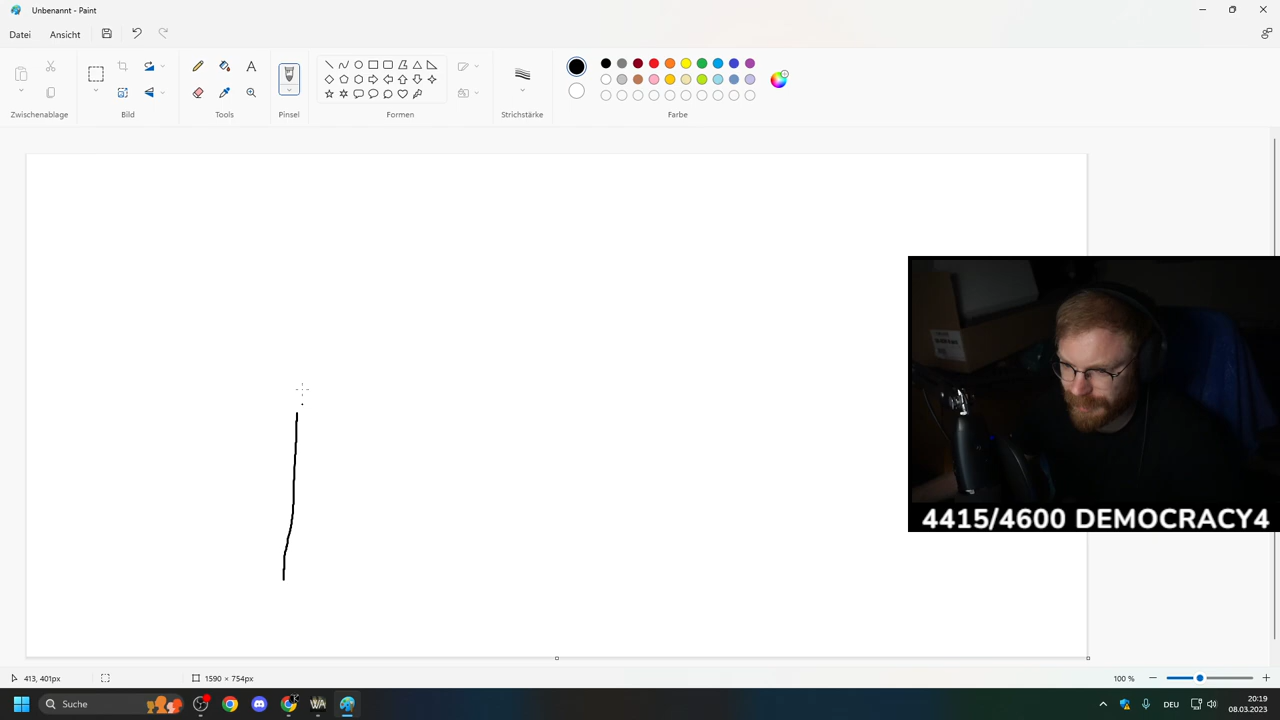 Unbenannt - Paint
Datei
Ansicht
Zwischenablage
Bild
Tools
Pinsel
Formen
Strichstärke
Farbe
4415/4600 DEMOCRACY4
413, 401px
1590 × 754px
100 %
Suche
DEU
20:19
08.03.2023